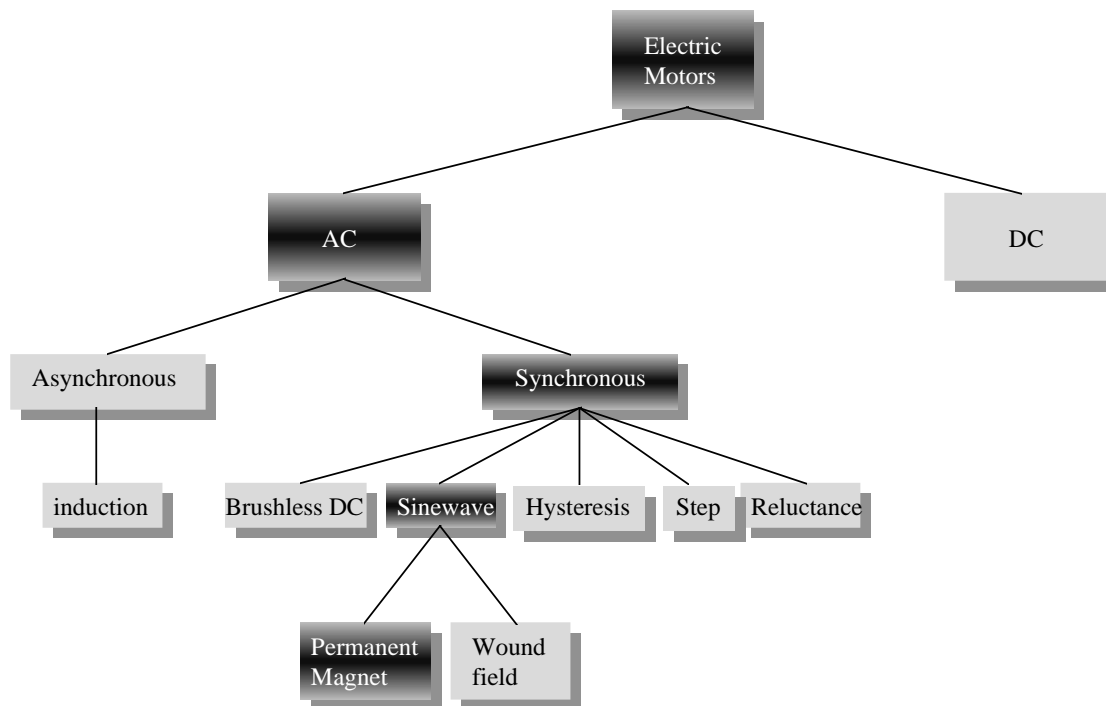 Electric
Motors
AC
DC
Asynchronous
Synchronous
induction
Brushless DC
Sinewave
Hysteresis
Step
Reluctance
Permanent
Magnet
Wound
field